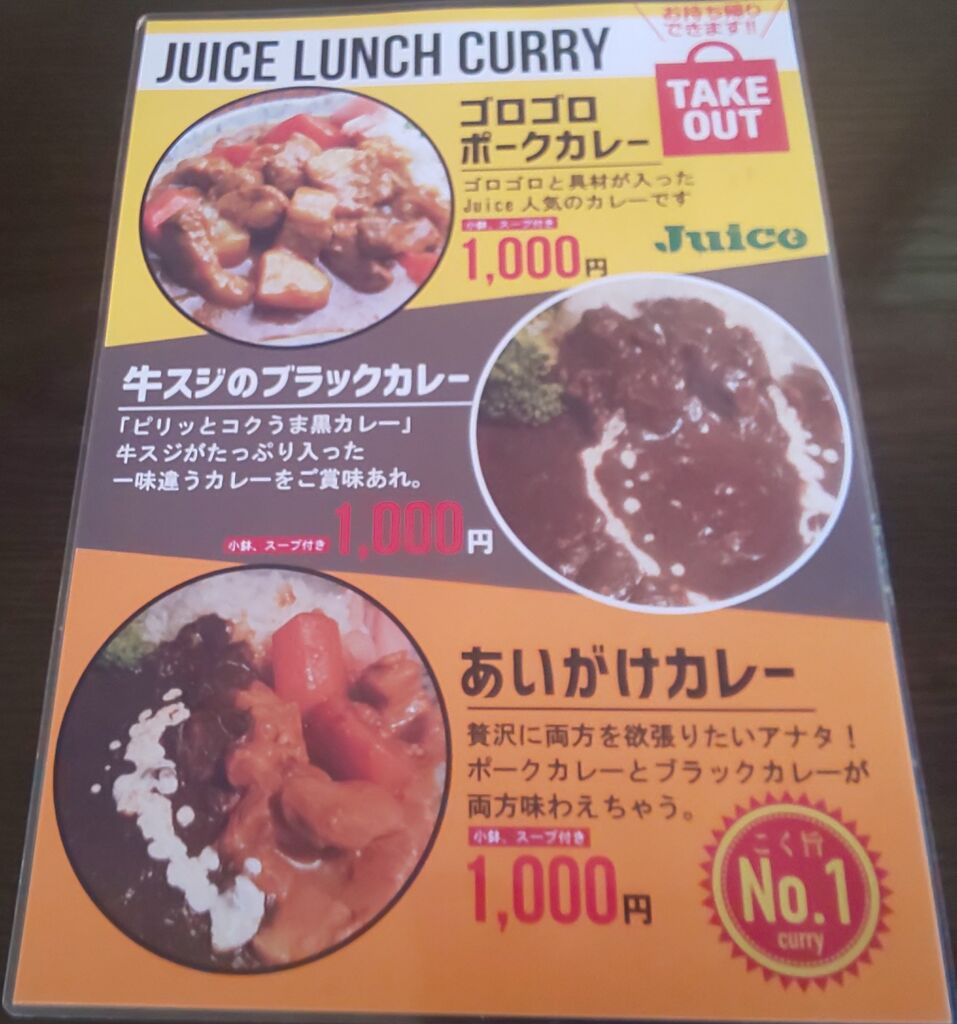 JUICE LUNCH CURRY
お持ち帰り
できます!!
TAKE
OUT
ゴロゴロ
ポークカレー
ゴロゴロと具材が入った
Juice 人気のカレーです
小鉢、スープ付き
1,000円
Juice
牛スジのブラックカレー
「ピリッとコクうま黒カレー」
牛スジがたっぷり入った
一味違うカレーをご賞味あれ。
小鉢、スープ付き 1,000円
あいがけカレー
贅沢に両方を欲張りたいアナタ！
ポークカレーとブラックカレーが
両方味わえちゃう。
小鉢、スープ付き
1,000円
こく旨
No.1
curry